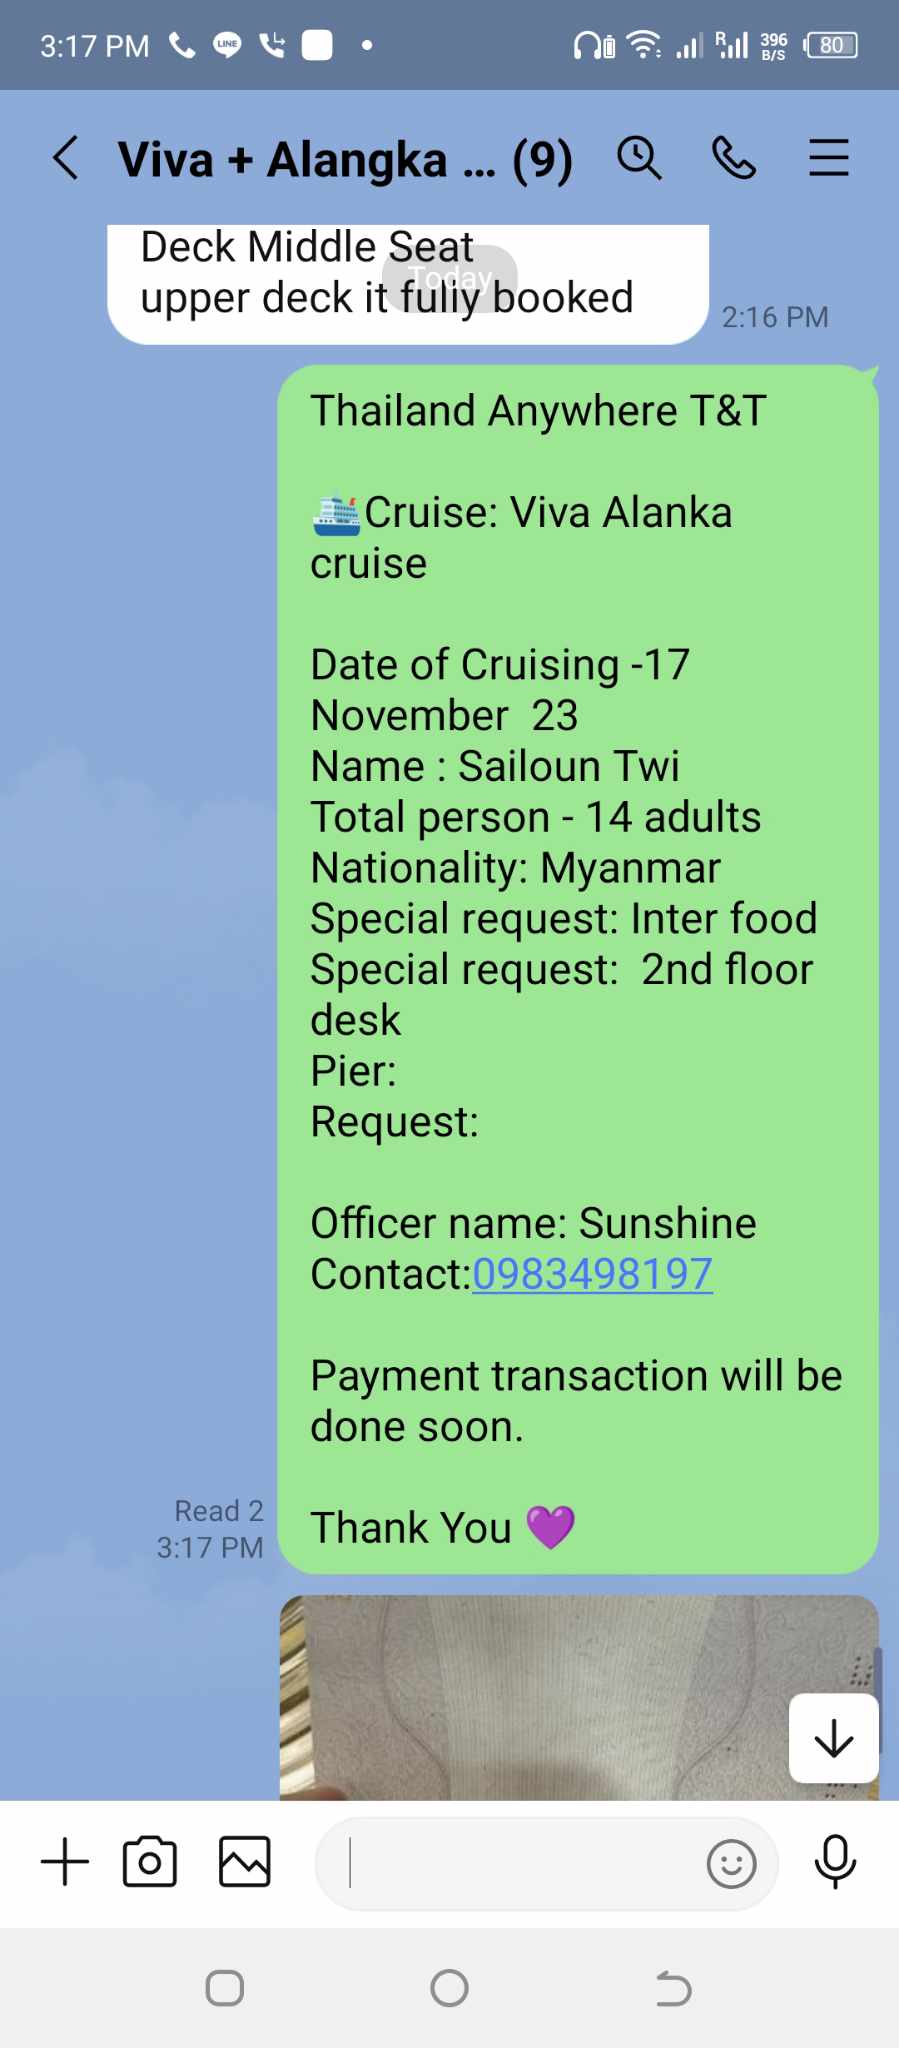 3:17 PM
LINE
R
396
B/S
80
Viva + Alangka ... (9)
Deck Middle Seat
Today
upper deck it fully booked
2:16 PM
Thailand Anywhere T&T
🛳️Cruise: Viva Alanka
cruise
Date of Cruising -17
November  23
Name : Sailoun Twi
Total person - 14 adults
Nationality: Myanmar
Special request: Inter food
Special request:  2nd floor
desk
Pier:
Request:
Officer name: Sunshine
Contact:0983498197
Payment transaction will be
done soon.
Thank You 💜
Read 2
3:17 PM